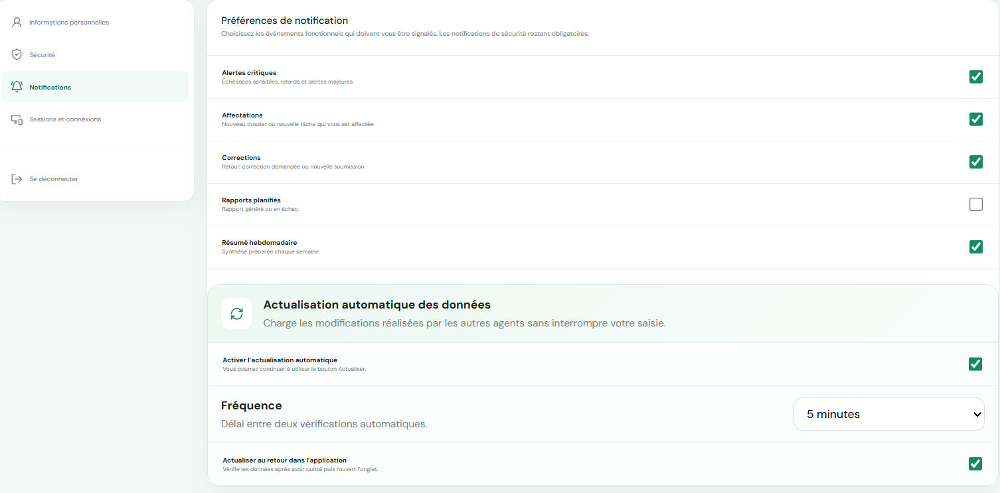 Informations personnelles
Sécurité
Notifications
Sessions et connexions
Se déconnecter
Préférences de notification
Choisissez les événements fonctionnels qui doivent vous être signalés. Les notifications de sécurité restent obligatoires.
Alertes critiques
Échéances sensibles, retards et alertes majeures
Affectations
Nouveau dossier ou nouvelle tâche qui vous est affectée
Corrections
Retour, correction demandée ou nouvelle soumission
Rapports planifiés
Rapport généré ou en échec
Résumé hebdomadaire
Synthèse préparée chaque semaine
Actualisation automatique des données
Charge les modifications réalisées par les autres agents sans interrompre votre saisie.
Activer l’actualisation automatique
Vous pourrez continuer à utiliser le bouton Actualiser.
Fréquence
Délai entre deux vérifications automatiques.
5 minutes
Actualiser au retour dans l’application
Vérifie les données après avoir quitté puis rouvert l’onglet.